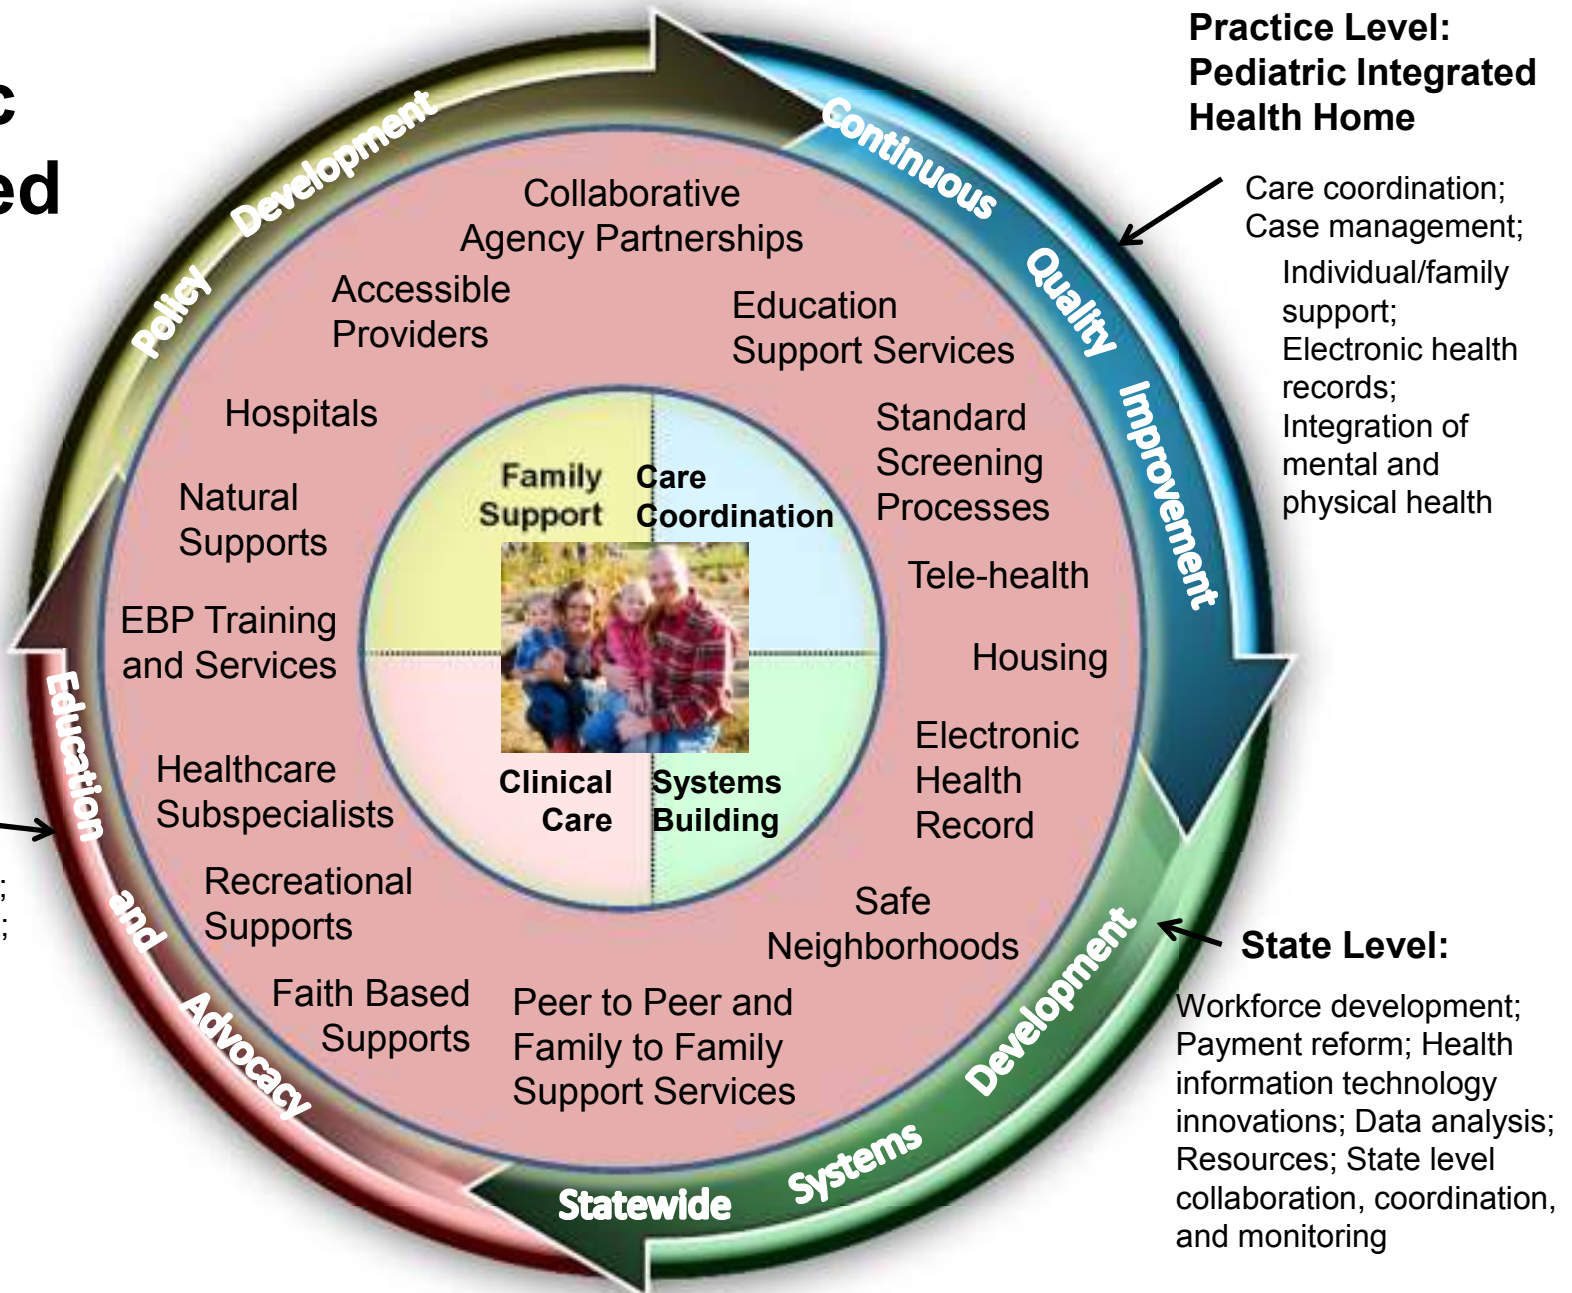 Practice Level:
Pediatric Integrated
Health Home
Care coordination;
Case management;
Individual/family
support;
Electronic health
records;
Integration of
mental and
physical health
c
ed
Policy Development
Continuous Quality Improvement
Collaborative
Agency Partnerships
Accessible
Providers
Education
Support Services
Hospitals
Standard
Screening
Processes
Natural
Supports
Family
Support
Care
Coordination
Tele-health
EBP Training
and Services
Housing
Electronic
Health
Record
Healthcare
Subspecialists
Clinical
Care
Systems
Building
Recreational
Supports
Safe
Neighborhoods
Faith Based
Supports
Peer to Peer and
Family to Family
Support Services
Education and Advocacy
;
;
Statewide Systems Development
State Level:
Workforce development;
Payment reform; Health
information technology
innovations; Data analysis;
Resources; State level
collaboration, coordination,
and monitoring